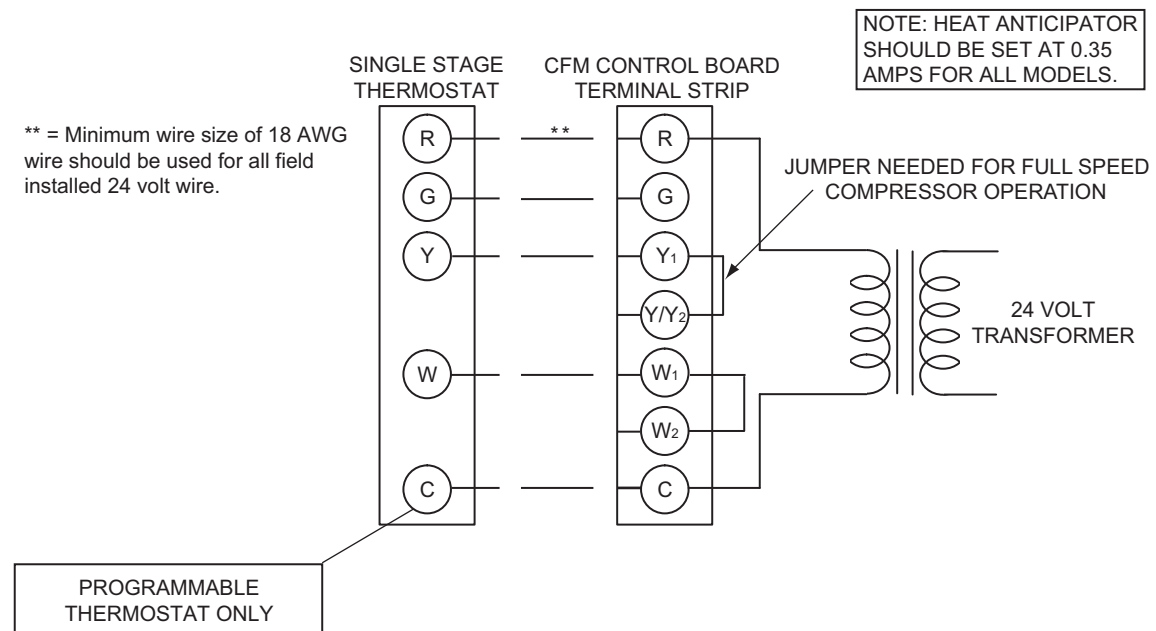 NOTE: HEAT ANTICIPATOR
SHOULD BE SET AT 0.35
AMPS FOR ALL MODELS.
SINGLE STAGE
THERMOSTAT
CFM CONTROL BOARD
TERMINAL STRIP
** = Minimum wire size of 18 AWG
wire should be used for all field
installed 24 volt wire.
R
**
R
JUMPER NEEDED FOR FULL SPEED
COMPRESSOR OPERATION
G
G
Y
Y1
Y/Y2
24 VOLT
TRANSFORMER
W
W1
W2
C
C
PROGRAMMABLE
THERMOSTAT ONLY